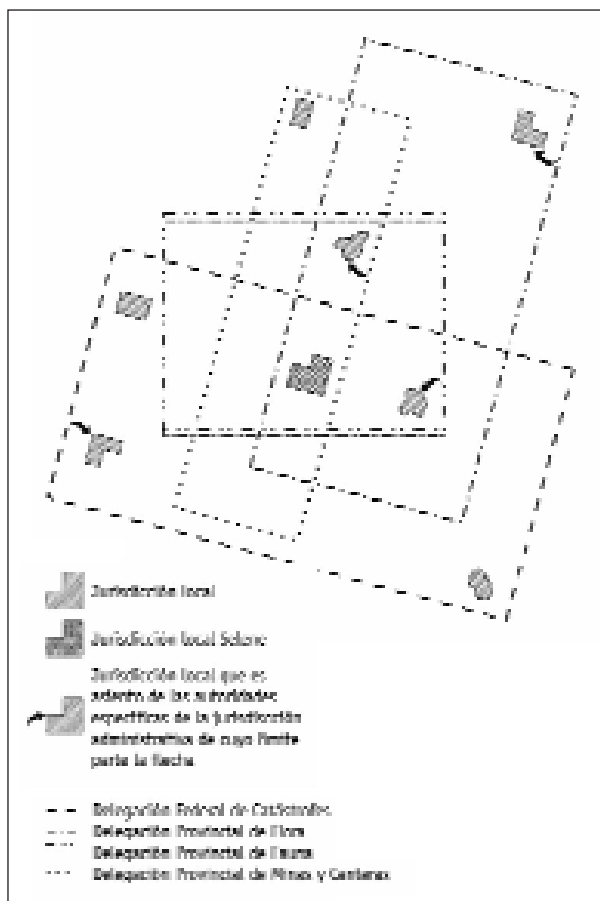 Jurisdicción local
Jurisdicción local Selene
Jurisdicción local que es
asiento de las autoridades
específicas de la jurisdicción
administrativa de cuyo límite
parte la flecha
Delegación Federal de Catástrofes
Delegación Provincial de Flora
Delegación Provincial de Fauna
Delegación Provincial de Minas y Canteras